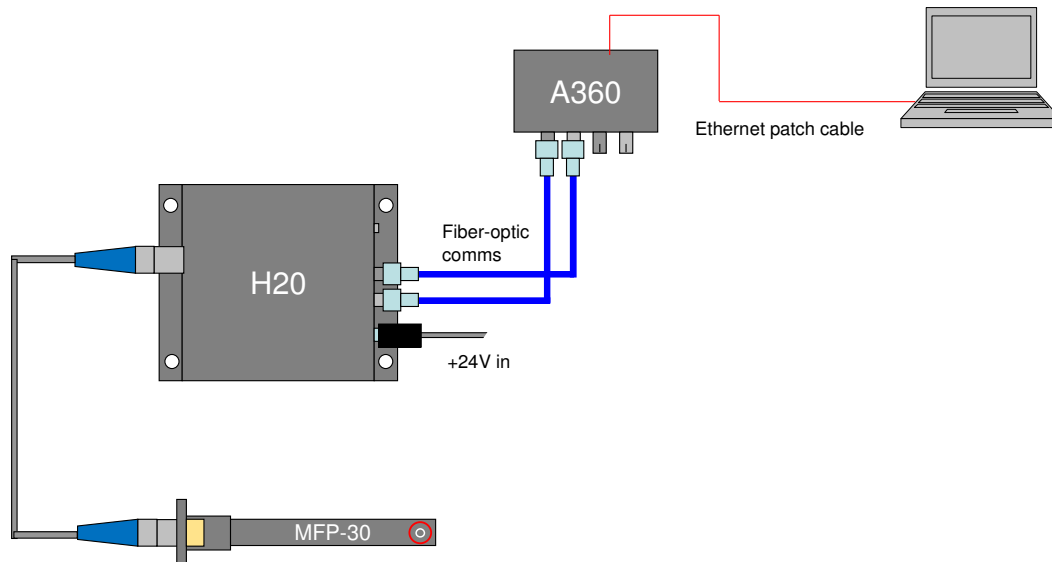 A360
Ethernet patch cable
Fiber-optic
comms
H20
+24V in
MFP-30